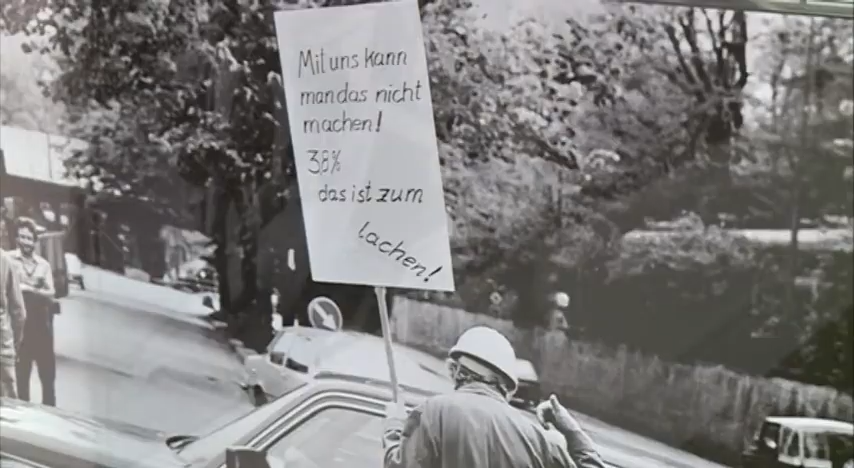 Mit uns kann
man das nicht
machen!
38%
das ist zum
lachen!